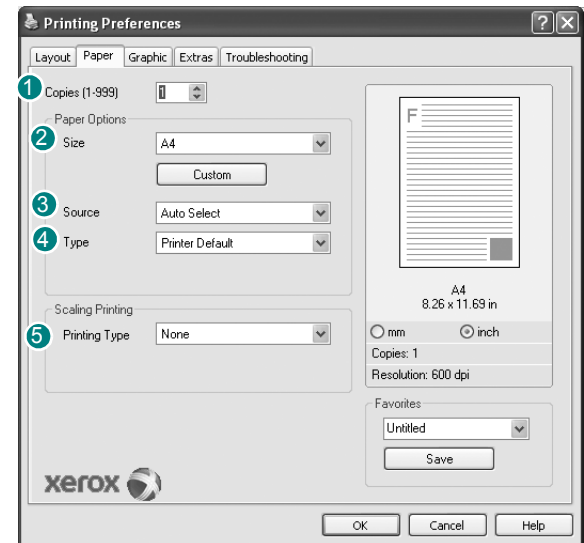 Printing Preferences
Layout Paper Graphic Extras Troubleshooting
1 Copies (1-999) 1
Paper Options
2 Size A4
Custom
3 Source Auto Select
4 Type Printer Default
Scaling Printing
5 Printing Type None
F
A4
8.26 x 11.69 in
mm inch
Copies: 1
Resolution: 600 dpi
Favorites
Untitled
Save
xerox
OK Cancel Help